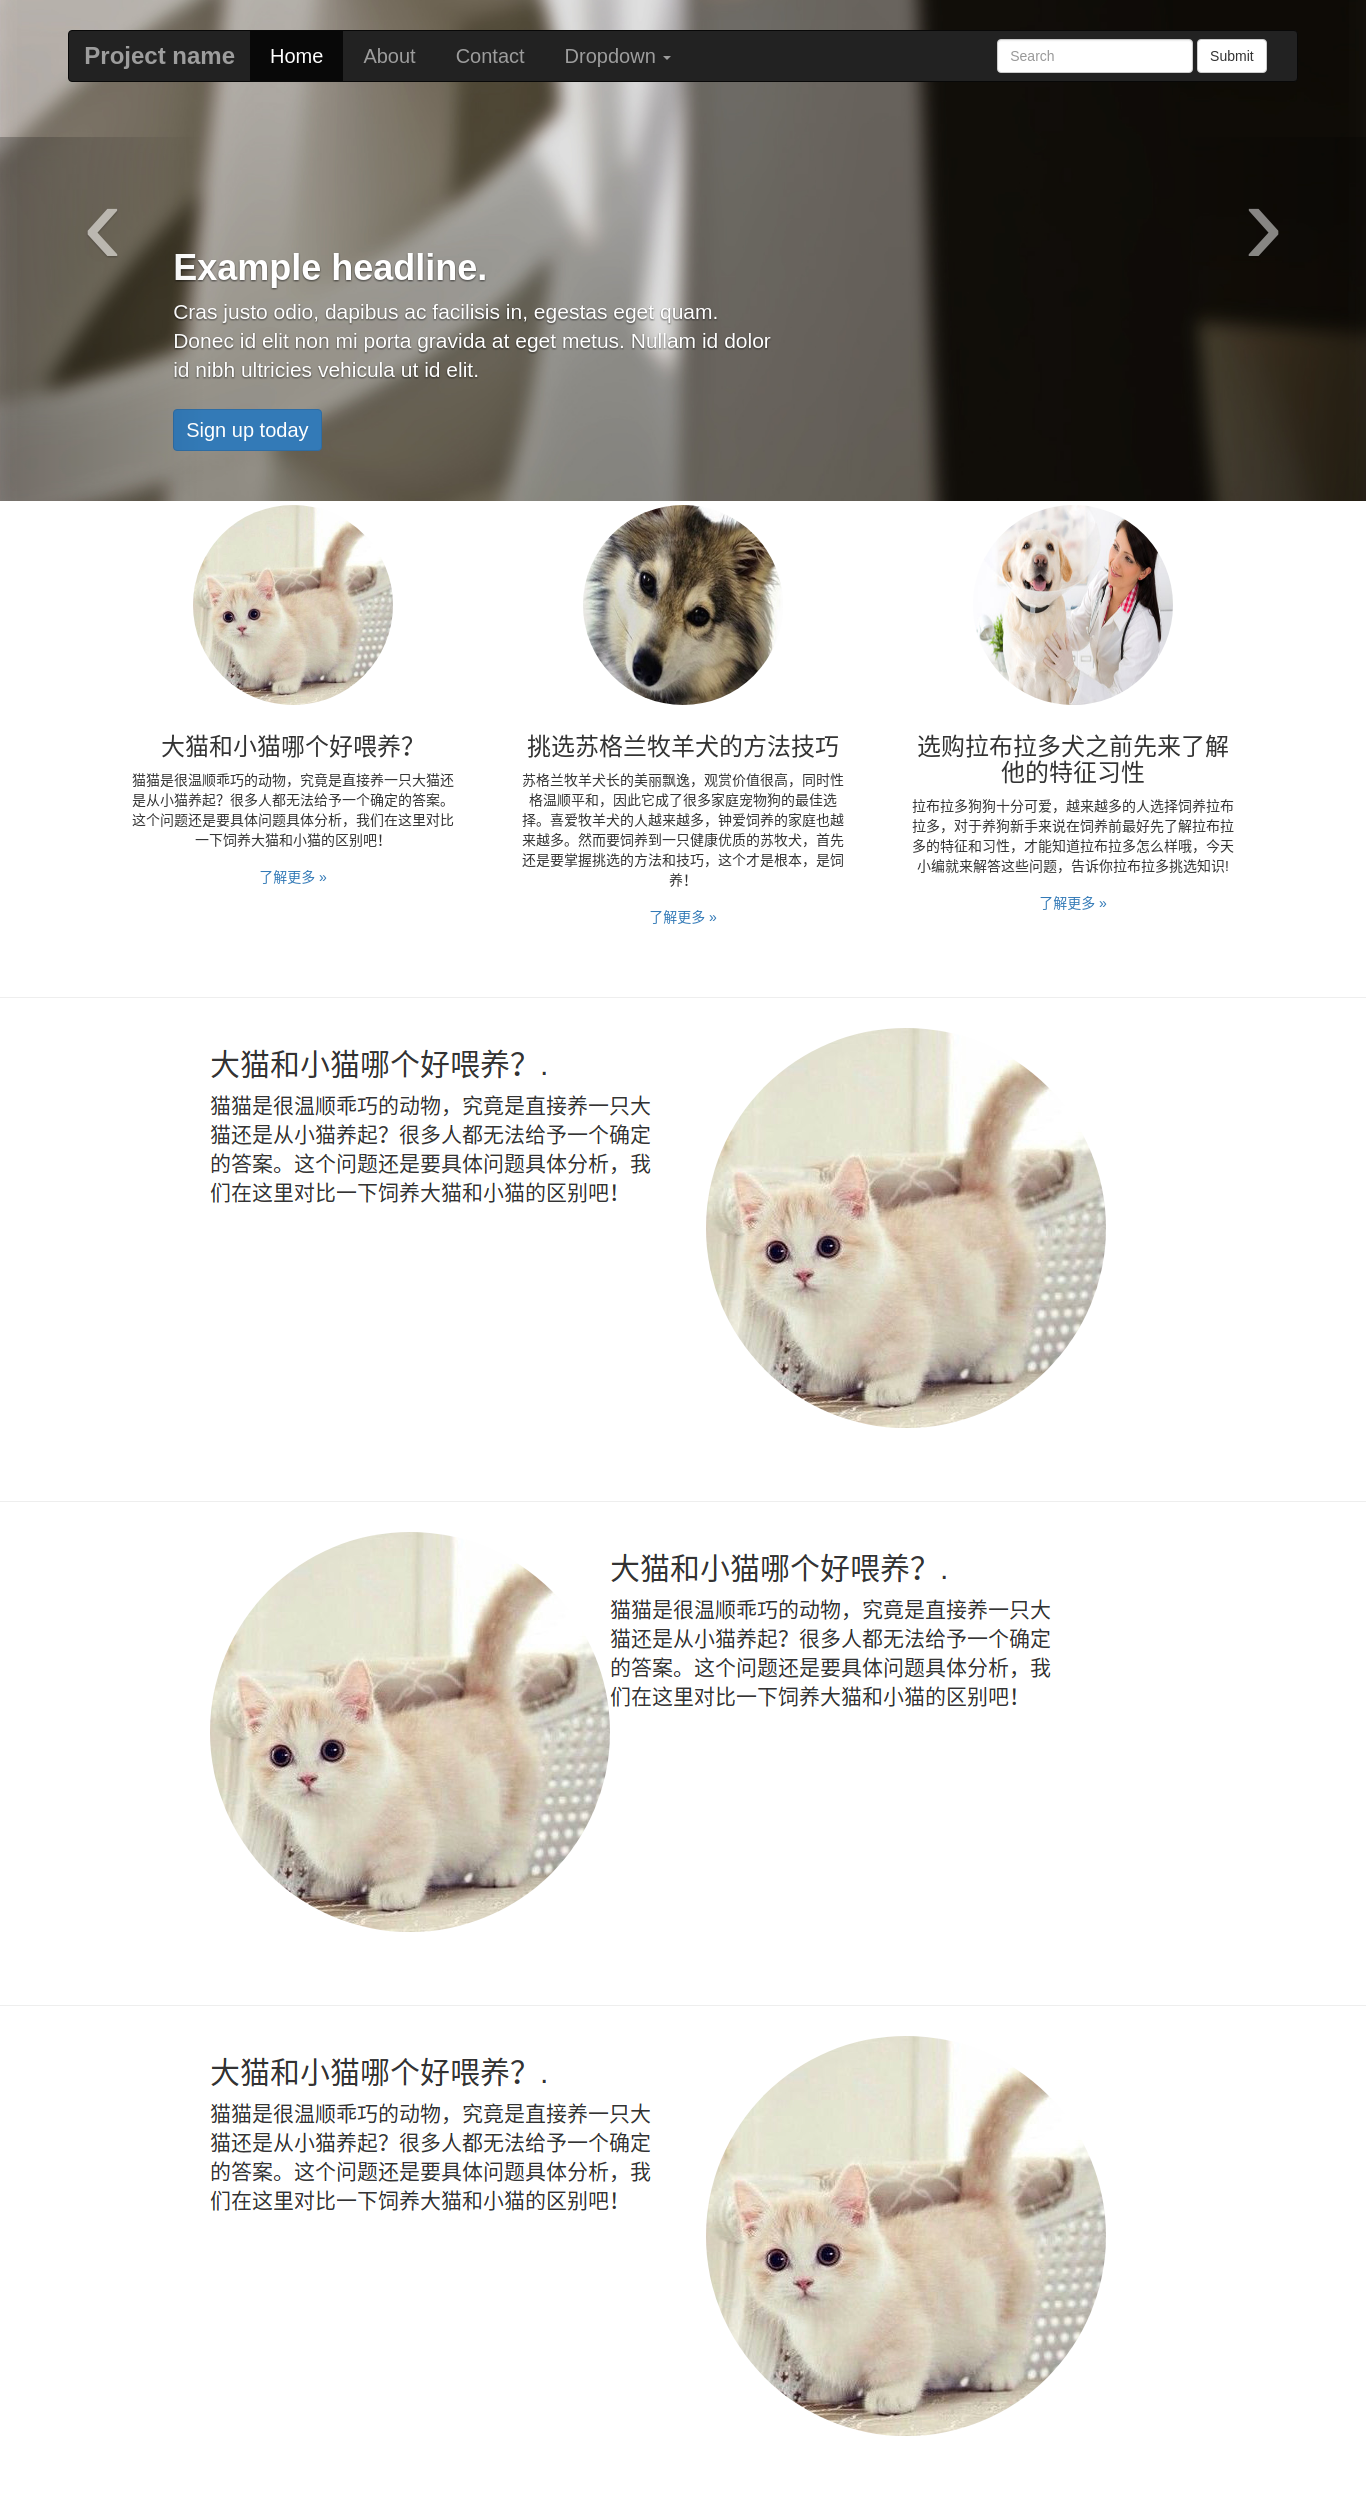 Project name Home About Contact Dropdown Search Submit
Example headline.
Cras justo odio, dapibus ac facilisis in, egestas eget quam.
Donec id elit non mi porta gravida at eget metus. Nullam id dolor
id nibh ultricies vehicula ut id elit.
Sign up today
大猫和小猫哪个好喂养？
猫猫是很温顺乖巧的动物，究竟是直接养一只大猫还
是从小猫养起？很多人都无法给予一个确定的答案。
这个问题还是要具体问题具体分析，我们在这里对比
一下饲养大猫和小猫的区别吧！
了解更多 »
挑选苏格兰牧羊犬的方法技巧
苏格兰牧羊犬长的美丽飘逸，观赏价值很高，同时性
格温顺平和，因此它成了很多家庭宠物狗的最佳选
择。喜爱牧羊犬的人越来越多，钟爱饲养的家庭也越
来越多。然而要饲养到一只健康优质的苏牧犬，首先
还是要掌握挑选的方法和技巧，这个才是根本，是饲
养！
了解更多 »
选购拉布拉多犬之前先来了解
他的特征习性
拉布拉多狗狗十分可爱，越来越多的人选择饲养拉布
拉多，对于养狗新手来说在饲养前最好先了解拉布拉
多的特征和习性，才能知道拉布拉多怎么样哦，今天
小编就来解答这些问题，告诉你拉布拉多挑选知识!
了解更多 »
大猫和小猫哪个好喂养？.
猫猫是很温顺乖巧的动物，究竟是直接养一只大
猫还是从小猫养起？很多人都无法给予一个确定
的答案。这个问题还是要具体问题具体分析，我
们在这里对比一下饲养大猫和小猫的区别吧！
大猫和小猫哪个好喂养？.
猫猫是很温顺乖巧的动物，究竟是直接养一只大
猫还是从小猫养起？很多人都无法给予一个确定
的答案。这个问题还是要具体问题具体分析，我
们在这里对比一下饲养大猫和小猫的区别吧！
大猫和小猫哪个好喂养？.
猫猫是很温顺乖巧的动物，究竟是直接养一只大
猫还是从小猫养起？很多人都无法给予一个确定
的答案。这个问题还是要具体问题具体分析，我
们在这里对比一下饲养大猫和小猫的区别吧！